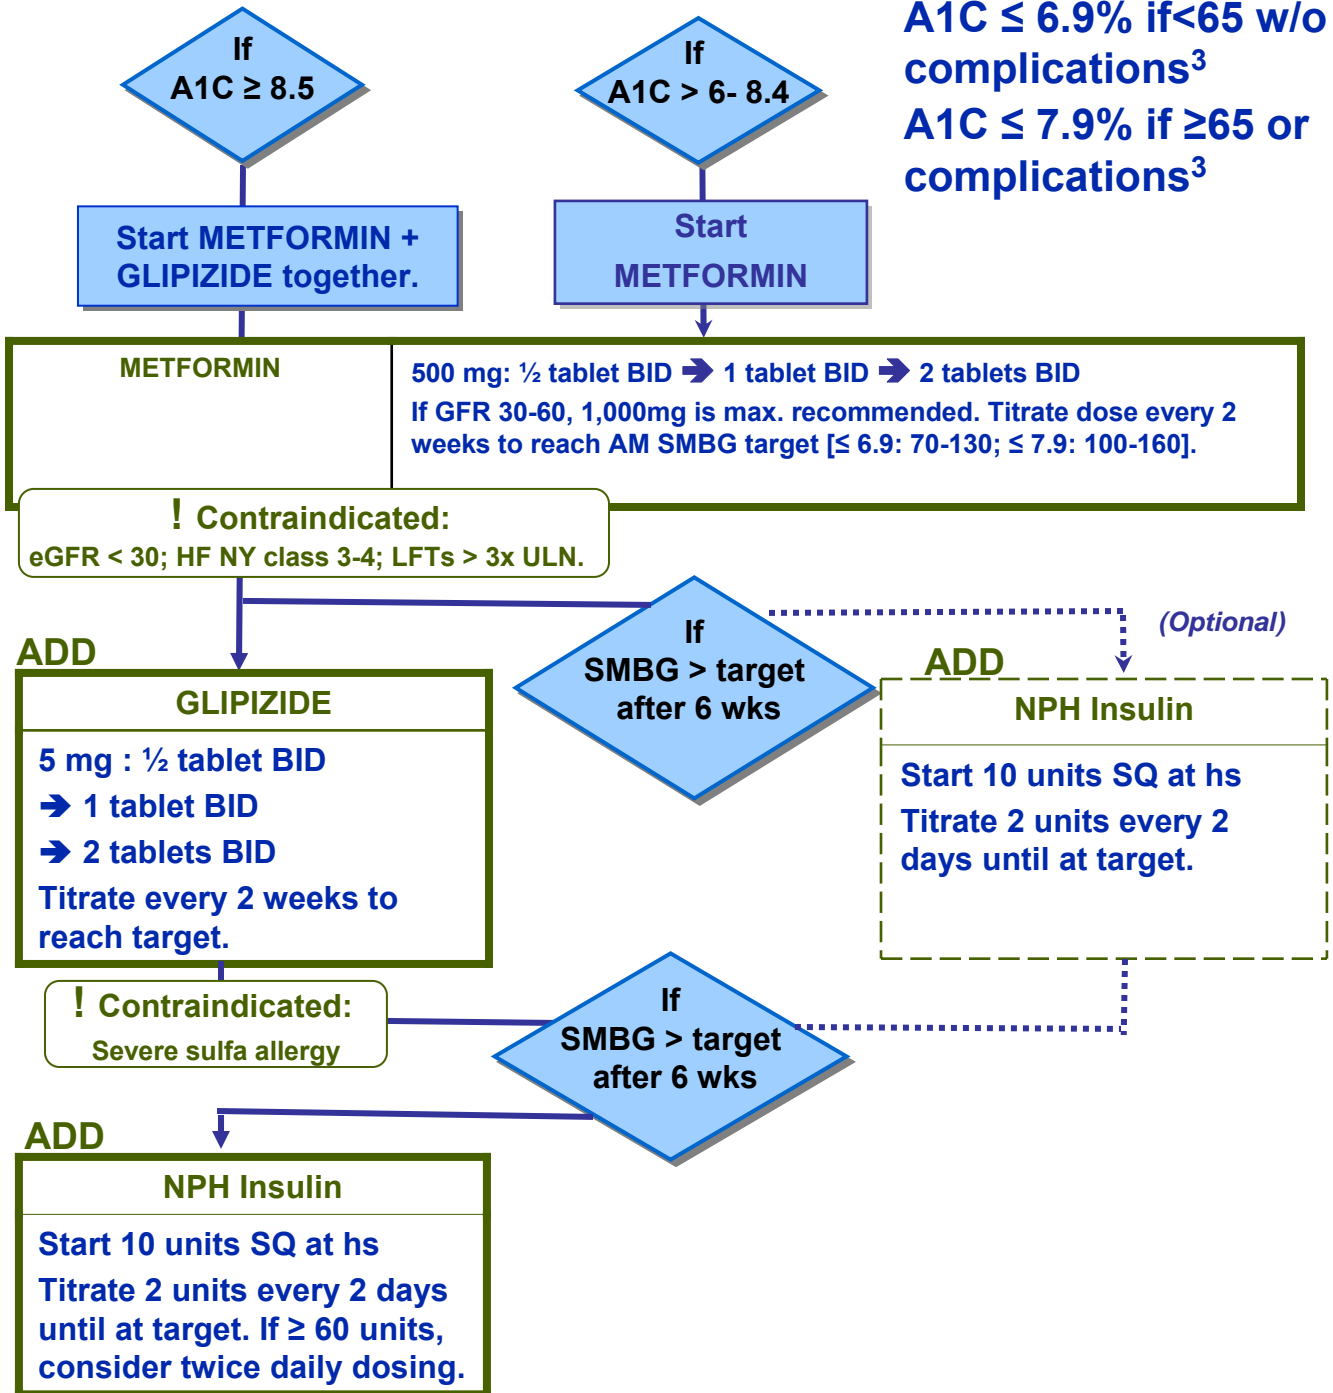 If
A1C ≥ 8.5
If
A1C > 6- 8.4
A1C ≤ 6.9% if<65 w/o
complications³
A1C ≤ 7.9% if ≥65 or
complications³
Start METFORMIN +
GLIPIZIDE together.
Start
METFORMIN
METFORMIN
500 mg: ½ tablet BID ➔ 1 tablet BID ➔ 2 tablets BID
If GFR 30-60, 1,000mg is max. recommended. Titrate dose every 2
weeks to reach AM SMBG target [≤ 6.9: 70-130; ≤ 7.9: 100-160].
! Contraindicated:
eGFR < 30; HF NY class 3-4; LFTs > 3x ULN.
If
SMBG > target
after 6 wks
(Optional)
ADD
GLIPIZIDE
5 mg : ½ tablet BID
➔ 1 tablet BID
➔ 2 tablets BID
Titrate every 2 weeks to
reach target.
ADD
NPH Insulin
Start 10 units SQ at hs
Titrate 2 units every 2
days until at target.
! Contraindicated:
Severe sulfa allergy
If
SMBG > target
after 6 wks
ADD
NPH Insulin
Start 10 units SQ at hs
Titrate 2 units every 2 days
until at target. If ≥ 60 units,
consider twice daily dosing.